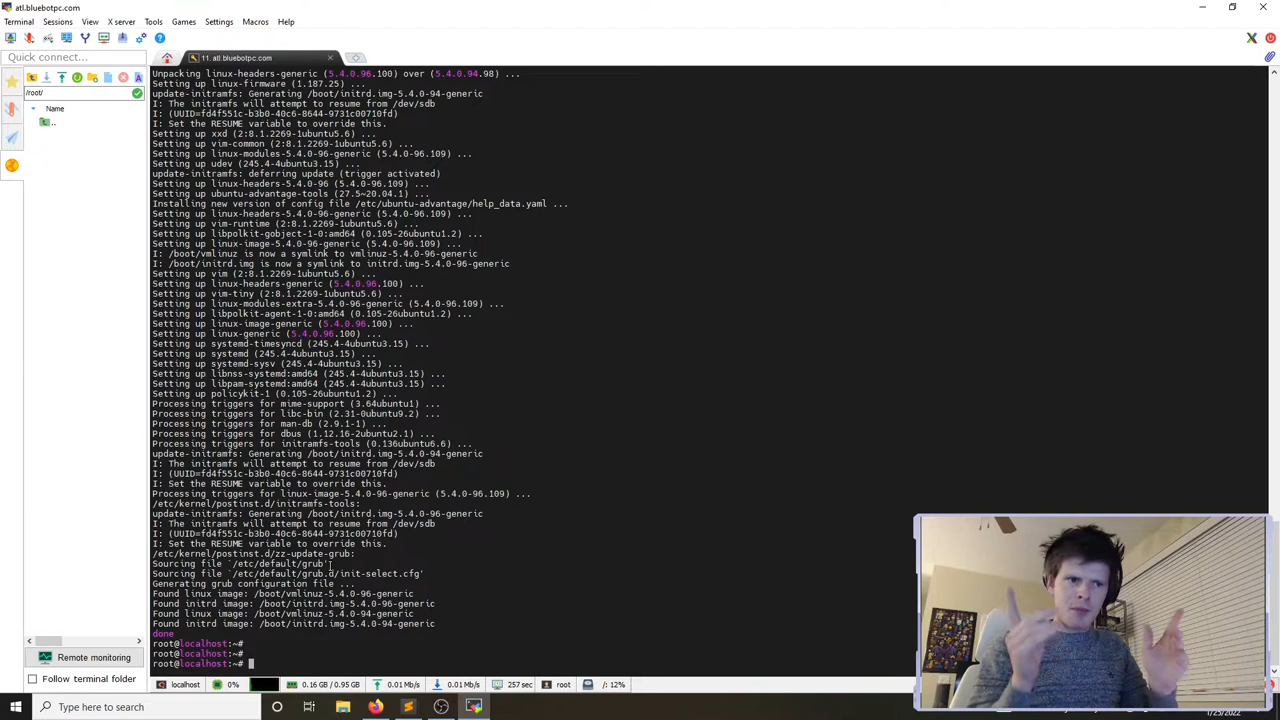 atl.bluebotpc.com
Terminal Sessions View X server Tools Games Settings Macros Help
Quick connect...
11. atl.bluebotpc.com
/root/
Name
..
Unpacking linux-headers-generic (5.4.0.96.100) over (5.4.0.94.98) ...
Setting up linux-firmware (1.187.25) ...
update-initramfs: Generating /boot/initrd.img-5.4.0-94-generic
I: The initramfs will attempt to resume from /dev/sdb
I: (UUID=fd4f551c-b3b0-40c6-8644-9731c00710fd)
I: Set the RESUME variable to override this.
Setting up xxd (2:8.1.2269-1ubuntu5.6) ...
Setting up vim-common (2:8.1.2269-1ubuntu5.6) ...
Setting up linux-modules-5.4.0-96-generic (5.4.0-96.109) ...
Setting up udev (245.4-4ubuntu3.15) ...
update-initramfs: deferring update (trigger activated)
Setting up linux-headers-5.4.0-96 (5.4.0-96.109) ...
Setting up ubuntu-advantage-tools (27.5~20.04.1) ...
Installing new version of config file /etc/ubuntu-advantage/help_data.yaml ...
Setting up linux-headers-5.4.0-96-generic (5.4.0-96.109) ...
Setting up vim-runtime (2:8.1.2269-1ubuntu5.6) ...
Setting up libpolkit-gobject-1-0:amd64 (0.105-26ubuntu1.2) ...
Setting up linux-image-5.4.0-96-generic (5.4.0-96.109) ...
I: /boot/vmlinuz is now a symlink to vmlinuz-5.4.0-96-generic
I: /boot/initrd.img is now a symlink to initrd.img-5.4.0-96-generic
Setting up vim (2:8.1.2269-1ubuntu5.6) ...
Setting up linux-headers-generic (5.4.0.96.100) ...
Setting up vim-tiny (2:8.1.2269-1ubuntu5.6) ...
Setting up linux-modules-extra-5.4.0-96-generic (5.4.0-96.109) ...
Setting up libpolkit-agent-1-0:amd64 (0.105-26ubuntu1.2) ...
Setting up linux-image-generic (5.4.0.96.100) ...
Setting up linux-generic (5.4.0.96.100) ...
Setting up systemd-timesyncd (245.4-4ubuntu3.15) ...
Setting up systemd (245.4-4ubuntu3.15) ...
Setting up systemd-sysv (245.4-4ubuntu3.15) ...
Setting up libnss-systemd:amd64 (245.4-4ubuntu3.15) ...
Setting up libpam-systemd:amd64 (245.4-4ubuntu3.15) ...
Setting up policykit-1 (0.105-26ubuntu1.2) ...
Processing triggers for mime-support (3.64ubuntu1) ...
Processing triggers for libc-bin (2.31-0ubuntu9.2) ...
Processing triggers for man-db (2.9.1-1) ...
Processing triggers for dbus (1.12.16-2ubuntu2.1) ...
Processing triggers for initramfs-tools (0.136ubuntu6.6) ...
update-initramfs: Generating /boot/initrd.img-5.4.0-94-generic
I: The initramfs will attempt to resume from /dev/sdb
I: (UUID=fd4f551c-b3b0-40c6-8644-9731c00710fd)
I: Set the RESUME variable to override this.
Processing triggers for linux-image-5.4.0-96-generic (5.4.0-96.109) ...
/etc/kernel/postinst.d/initramfs-tools:
update-initramfs: Generating /boot/initrd.img-5.4.0-96-generic
I: The initramfs will attempt to resume from /dev/sdb
I: (UUID=fd4f551c-b3b0-40c6-8644-9731c00710fd)
I: Set the RESUME variable to override this.
/etc/kernel/postinst.d/zz-update-grub:
Sourcing file `/etc/default/grub'
Sourcing file `/etc/default/grub.d/init-select.cfg'
Generating grub configuration file ...
Found linux image: /boot/vmlinuz-5.4.0-96-generic
Found initrd image: /boot/initrd.img-5.4.0-96-generic
Found linux image: /boot/vmlinuz-5.4.0-94-generic
Found initrd image: /boot/initrd.img-5.4.0-94-generic
done
root@localhost:~#
root@localhost:~#
root@localhost:~#
Remote monitoring
Follow terminal folder
localhost 0% 0.16 GB / 0.95 GB 0.01 Mb/s 0.01 Mb/s 257 sec root /: 12%
Type here to search
1/25/2022